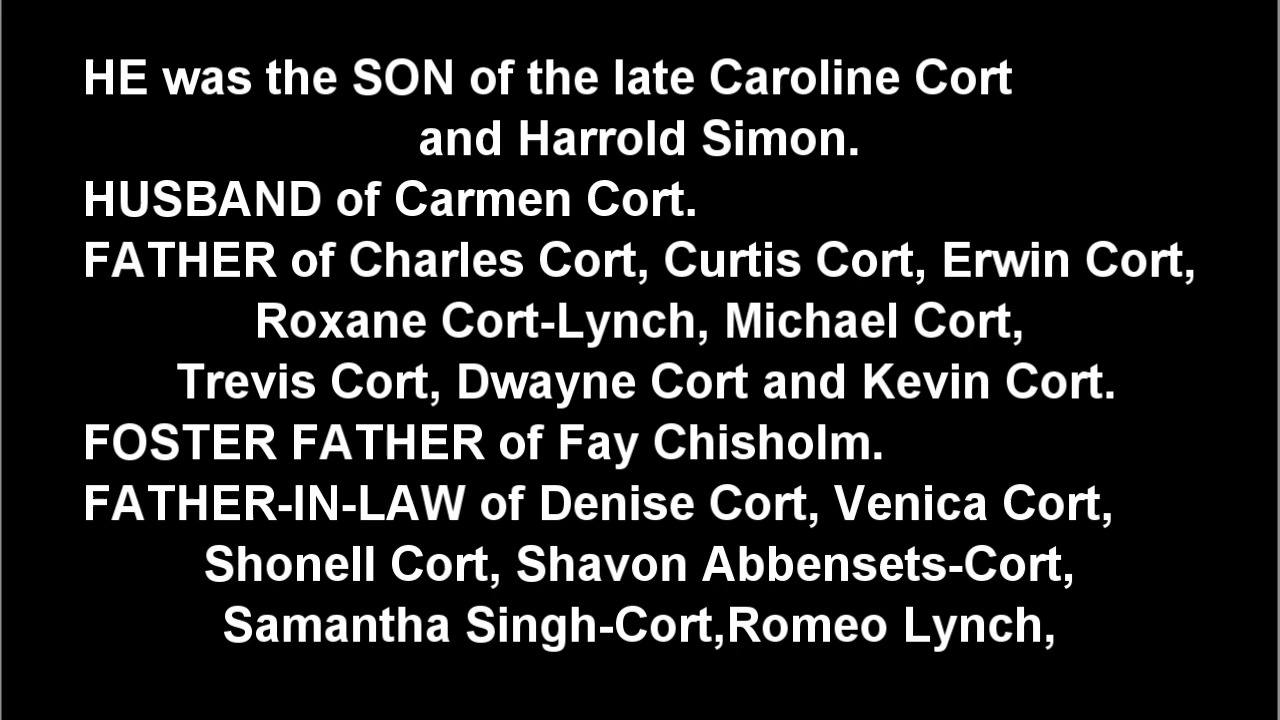 HE was the SON of the late Caroline Cort
and Harrold Simon.
HUSBAND of Carmen Cort.
FATHER of Charles Cort, Curtis Cort, Erwin Cort,
Roxane Cort-Lynch, Michael Cort,
Trevis Cort, Dwayne Cort and Kevin Cort.
FOSTER FATHER of Fay Chisholm.
FATHER-IN-LAW of Denise Cort, Venica Cort,
Shonell Cort, Shavon Abbensets-Cort,
Samantha Singh-Cort,Romeo Lynch,